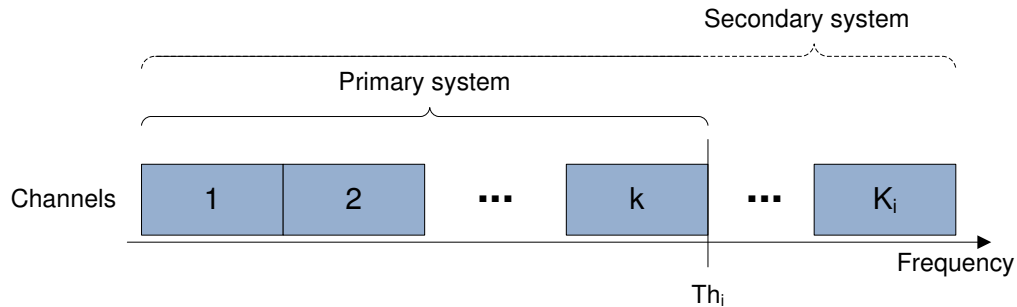 Secondary system
Primary system
Channels
1
2
...
k
...
Ki
Frequency
Thi